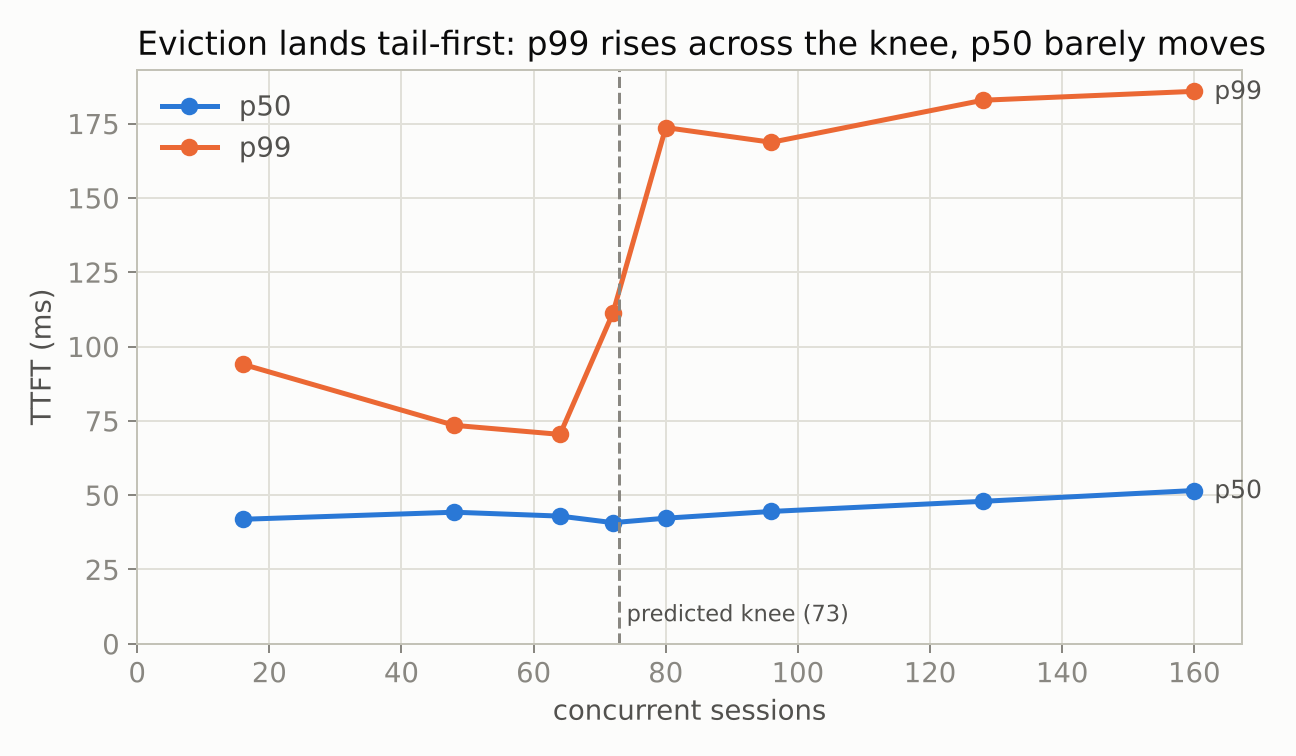 Eviction lands tail-first: p99 rises across the knee, p50 barely moves
p50
p99
175
150
125
100
75
50
25
0
TTFT (ms)
p99
p50
predicted knee (73)
0 20 40 60 80 100 120 140 160
concurrent sessions